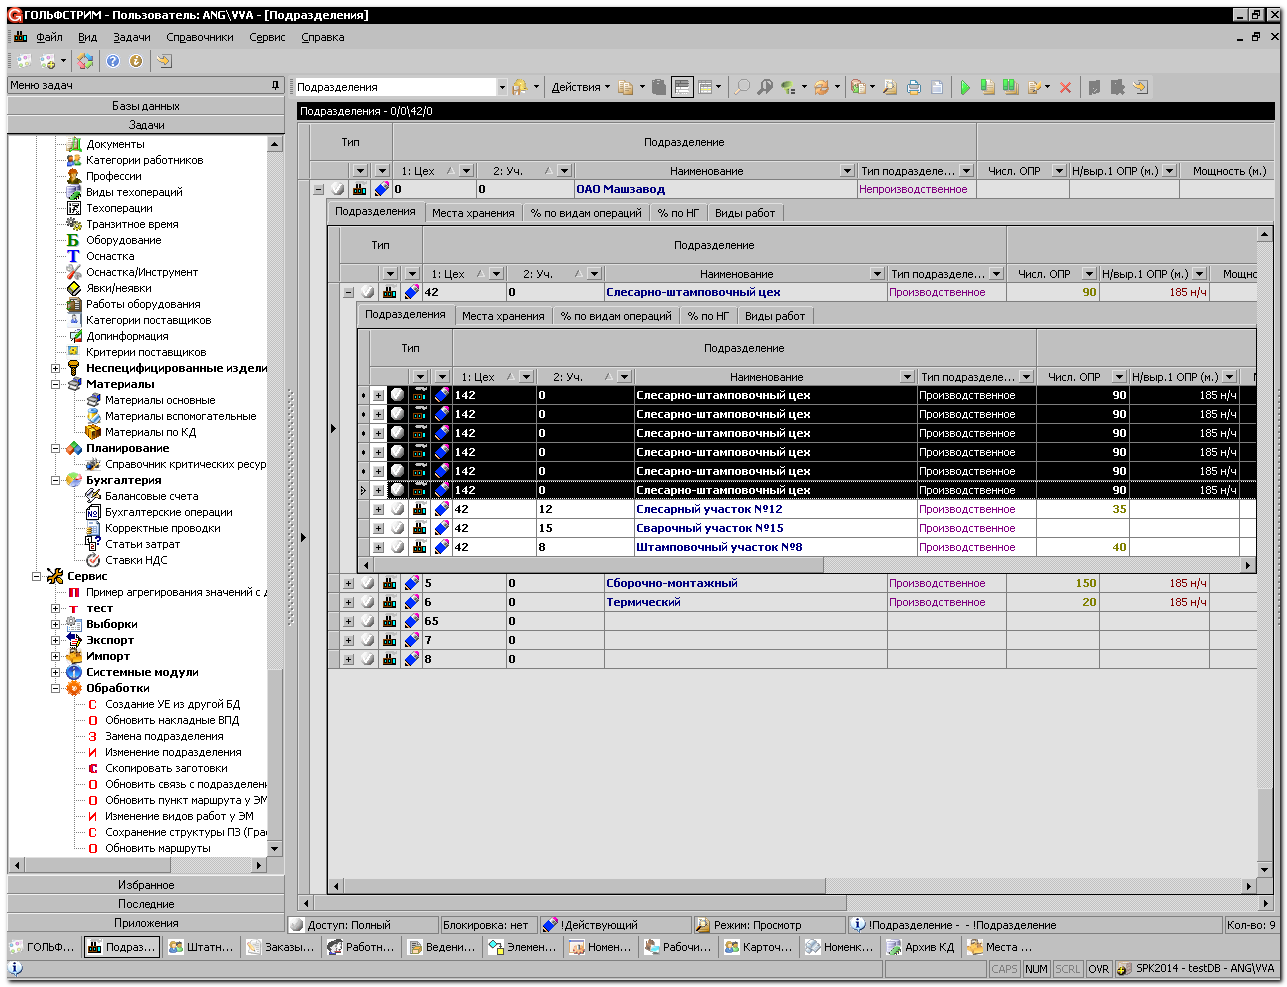 ГОЛЬФСТРИМ - Пользователь: ANG\VVA - [Подразделения]
Файл Вид Задачи Справочники Сервис Справка
Меню задач
Базы данных
Задачи
Документы
Категории работников
Профессии
Виды техопераций
Техоперации
Транзитное время
Оборудование
Оснастка
Оснастка/Инструмент
Явки/неявки
Работы оборудования
Категории поставщиков
Допинформация
Критерии поставщиков
Неспецифицированные издели
Материалы
Материалы основные
Материалы вспомогательные
Материалы по КД
Планирование
Справочник критических ресур
Бухгалтерия
Балансовые счета
Бухгалтерские операции
Корректные проводки
Статьи затрат
Ставки НДС
Сервис
П Пример агрегирования значений с д
Т тест
Выборки
Экспорт
Импорт
Системные модули
Обработки
С Создание УЕ из другой БД
О Обновить накладные ВПД
З Замена подразделения
И Изменение подразделения
С Скопировать заготовки
О Обновить связь с подразделени
О Обновить пункт маршрута у ЭМ
И Изменение видов работ у ЭМ
С Сохранение структуры ПЗ (Гра
О Обновить маршруты
Избранное
Последние
Приложения
Подразделения Действия
Подразделения - 0/0\42/0
Тип Подразделение
1: Цех 2: Уч. Наименование Тип подразделе... Числ. ОПР Н/выр.1 ОПР (м.) Мощность (м.)
0 0 ОАО Машзавод Непроизводственное
Подразделения Места хранения % по видам операций % по НГ Виды работ
Тип Подразделение
1: Цех 2: Уч. Наименование Тип подразделе... Числ. ОПР Н/выр.1 ОПР (м.) Мощно
42 0 Слесарно-штамповочный цех Производственное 90 185 н/ч
Подразделения Места хранения % по видам операций % по НГ Виды работ
Тип Подразделение
1: Цех 2: Уч. Наименование Тип подразделе... Числ. ОПР Н/выр.1 ОПР (м.)
142 0 Слесарно-штамповочный цех Производственное 90 185 н/ч
142 0 Слесарно-штамповочный цех Производственное 90 185 н/ч
142 0 Слесарно-штамповочный цех Производственное 90 185 н/ч
142 0 Слесарно-штамповочный цех Производственное 90 185 н/ч
142 0 Слесарно-штамповочный цех Производственное 90 185 н/ч
142 0 Слесарно-штамповочный цех Производственное 90 185 н/ч
42 12 Слесарный участок №12 Производственное 35
42 15 Сварочный участок №15 Производственное
42 8 Штамповочный участок №8 Производственное 40
5 0 Сборочно-монтажный Производственное 150 185 н/ч
6 0 Термический Производственное 20 185 н/ч
65 0
7 0
8 0
Доступ: Полный Блокировка: нет !Действующий Режим: Просмотр !Подразделение - - !Подразделение Кол-во: 9
ГОЛЬФ... Подраз... Штатн... Заказы... Работн... Ведени... Элемен... Номен... Рабочи... Карточ... Номенк... Архив КД Места ...
CAPS NUM SCRL OVR SPK2014 - testDB - ANG\VVA